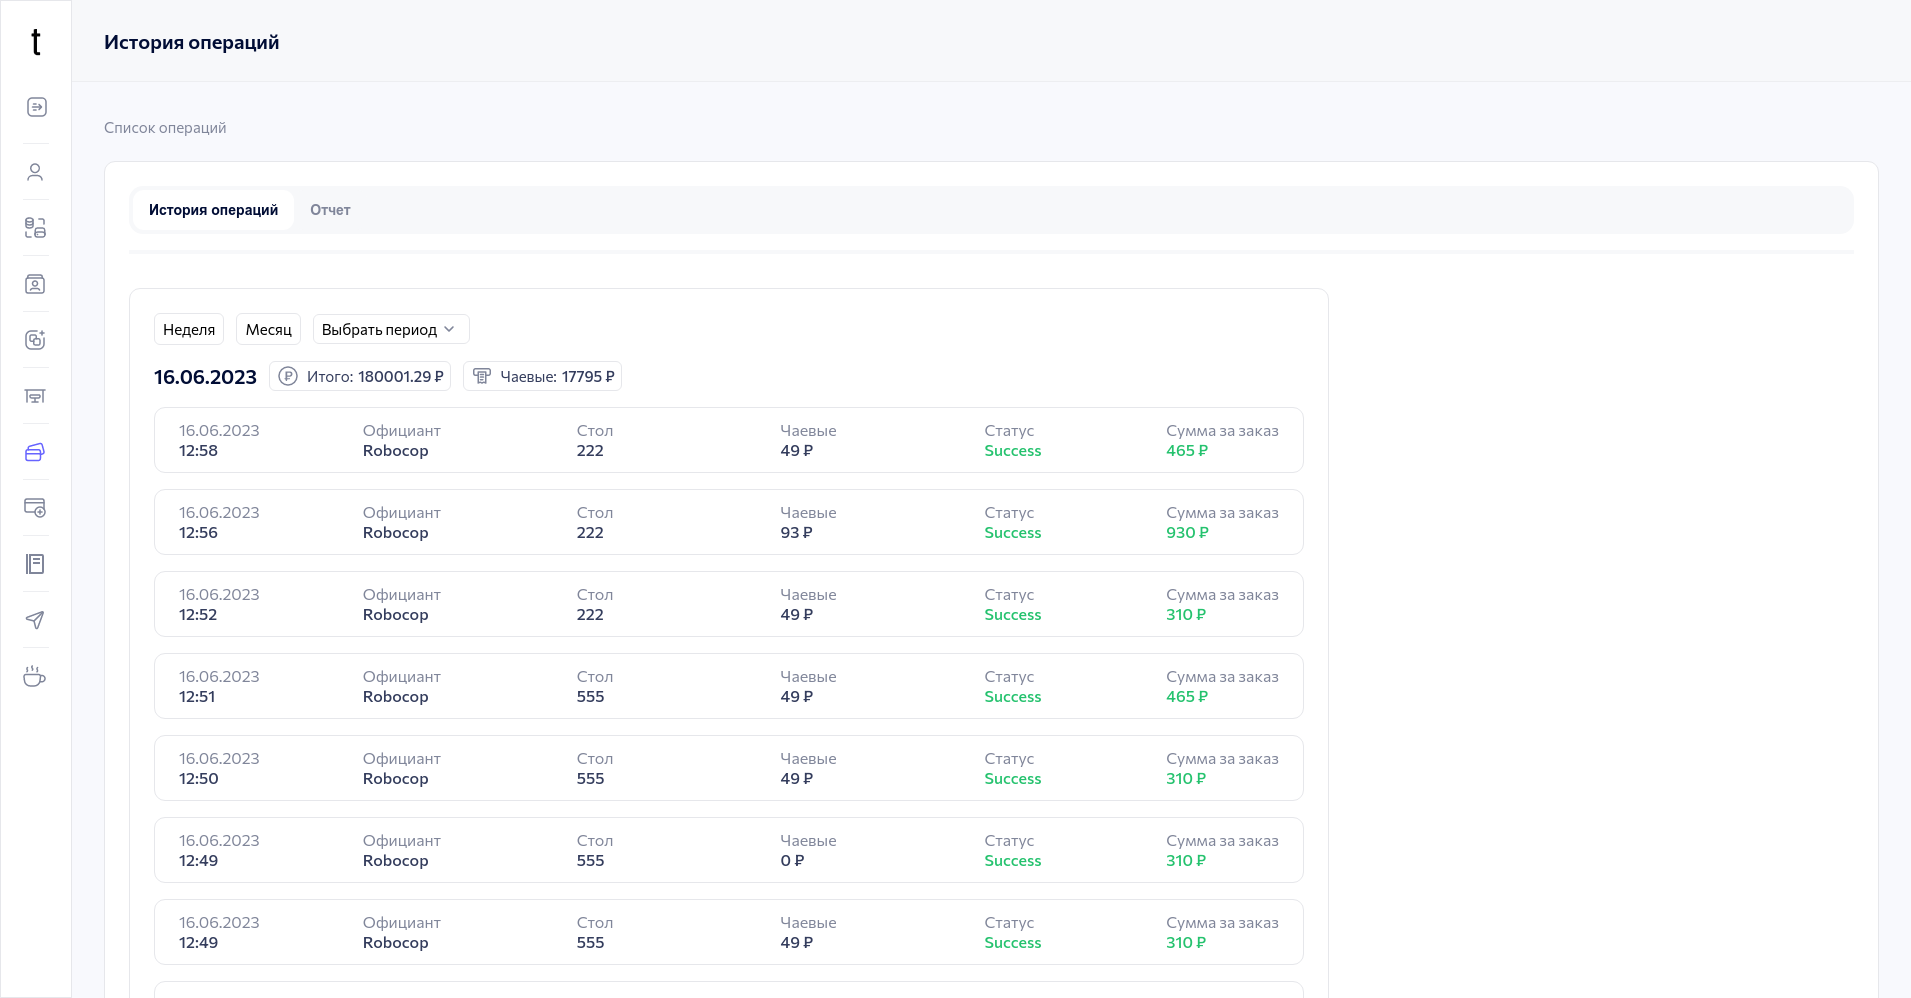 t
История операций
Список операций
История операций Отчет
Неделя Месяц Выбрать период
16.06.2023 Итого: 180001.29 ₽ Чаевые: 17795 ₽
16.06.2023 Официант Стол Чаевые Статус Сумма за заказ
12:58 Robocop 222 49 ₽ Success 465 ₽
16.06.2023 Официант Стол Чаевые Статус Сумма за заказ
12:56 Robocop 222 93 ₽ Success 930 ₽
16.06.2023 Официант Стол Чаевые Статус Сумма за заказ
12:52 Robocop 222 49 ₽ Success 310 ₽
16.06.2023 Официант Стол Чаевые Статус Сумма за заказ
12:51 Robocop 555 49 ₽ Success 465 ₽
16.06.2023 Официант Стол Чаевые Статус Сумма за заказ
12:50 Robocop 555 49 ₽ Success 310 ₽
16.06.2023 Официант Стол Чаевые Статус Сумма за заказ
12:49 Robocop 555 0 ₽ Success 310 ₽
16.06.2023 Официант Стол Чаевые Статус Сумма за заказ
12:49 Robocop 555 49 ₽ Success 310 ₽